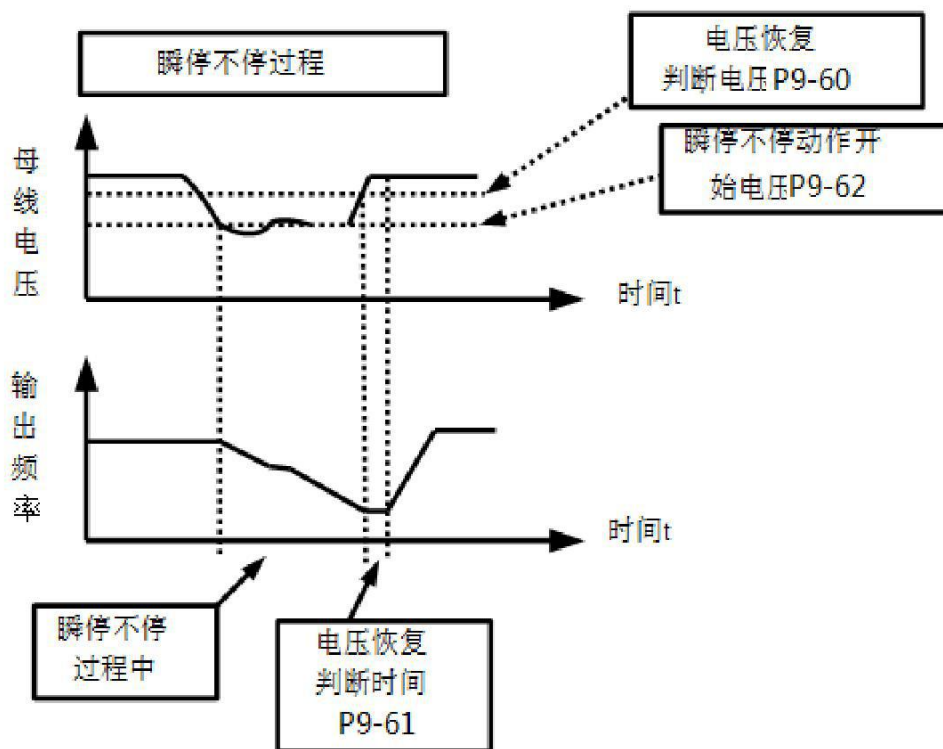 瞬停不停过程
电压恢复
判断电压P9-60
瞬停不停动作开
始电压P9-62
母线电压
时间t
输出频率
时间t
瞬停不停
过程中
电压恢复
判断时间
P9-61